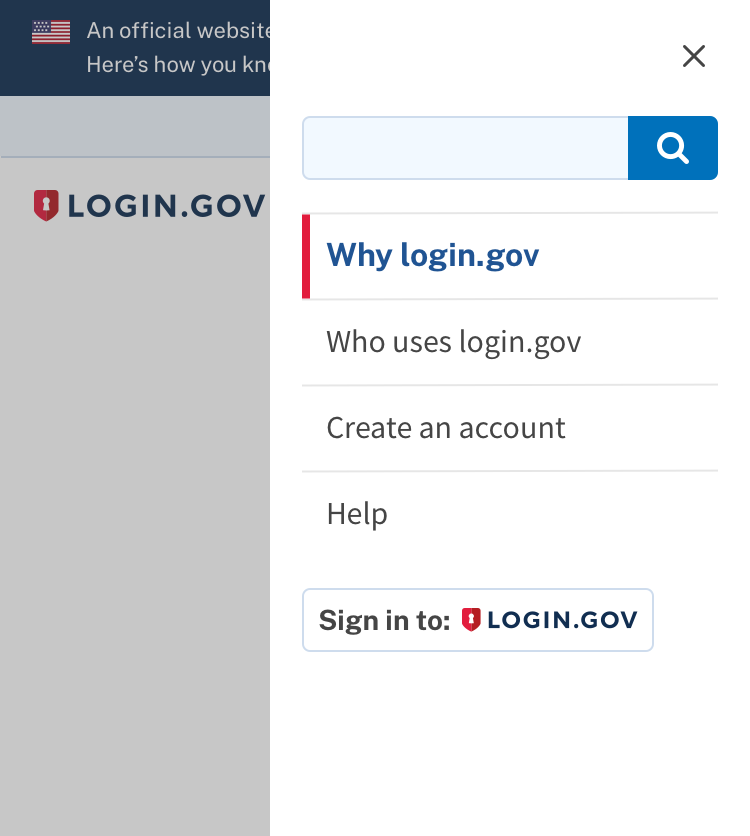 An official website
Here’s how you kn
LOGIN.GOV
Why login.gov
Who uses login.gov
Create an account
Help
Sign in to: LOGIN.GOV